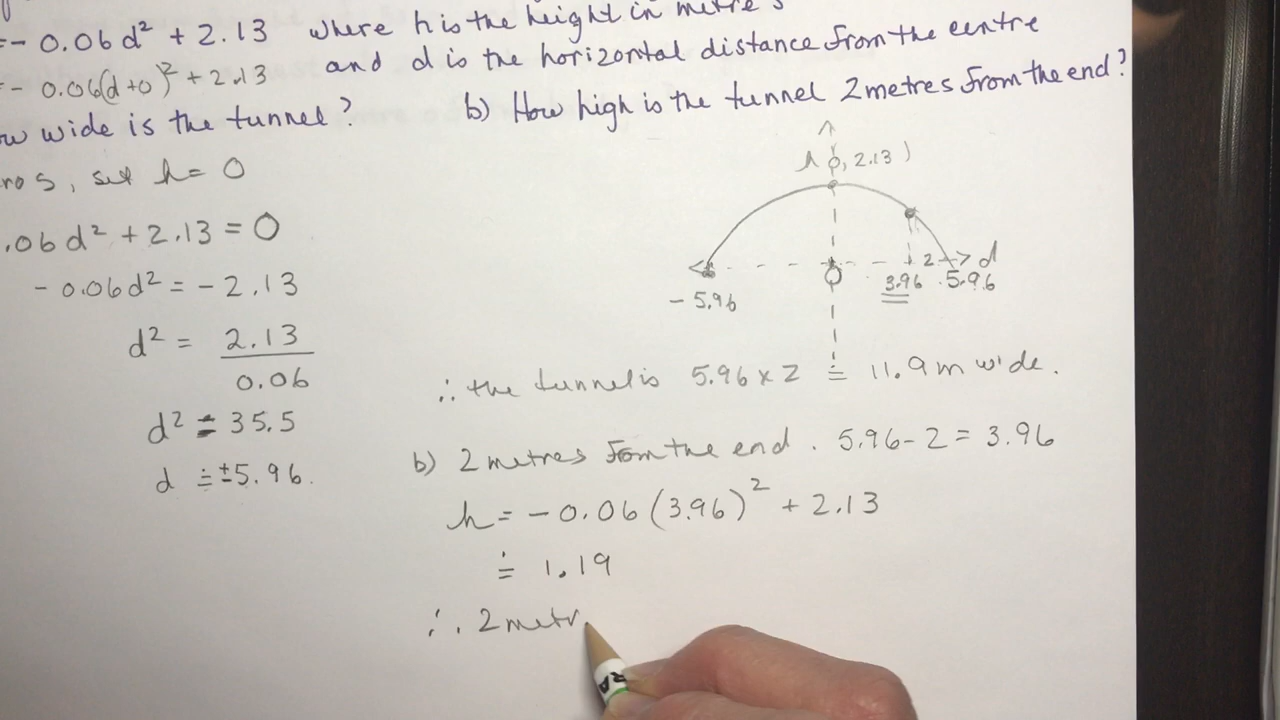 = - 0.06d² + 2.13 where h is the height in metres
= - 0.06(d+0)² + 2.13 and d is the horizontal distance from the centre
ow wide is the tunnel? b) How high is the tunnel 2 metres from the end?
ros, set h = 0
.06d² + 2.13 = 0
- 0.06d² = - 2.13
d² = 2.13
0.06
d² = 35.5
d ≐ ±5.96.
(0, 2.13)
2 d
- 5.96 0 3.96 5.96
∴ the tunnel is 5.96 x 2 ≐ 11.9m wide.
b) 2 metres from the end. 5.96 - 2 = 3.96
h = - 0.06 (3.96)² + 2.13
≐ 1.19
∴ 2 metr